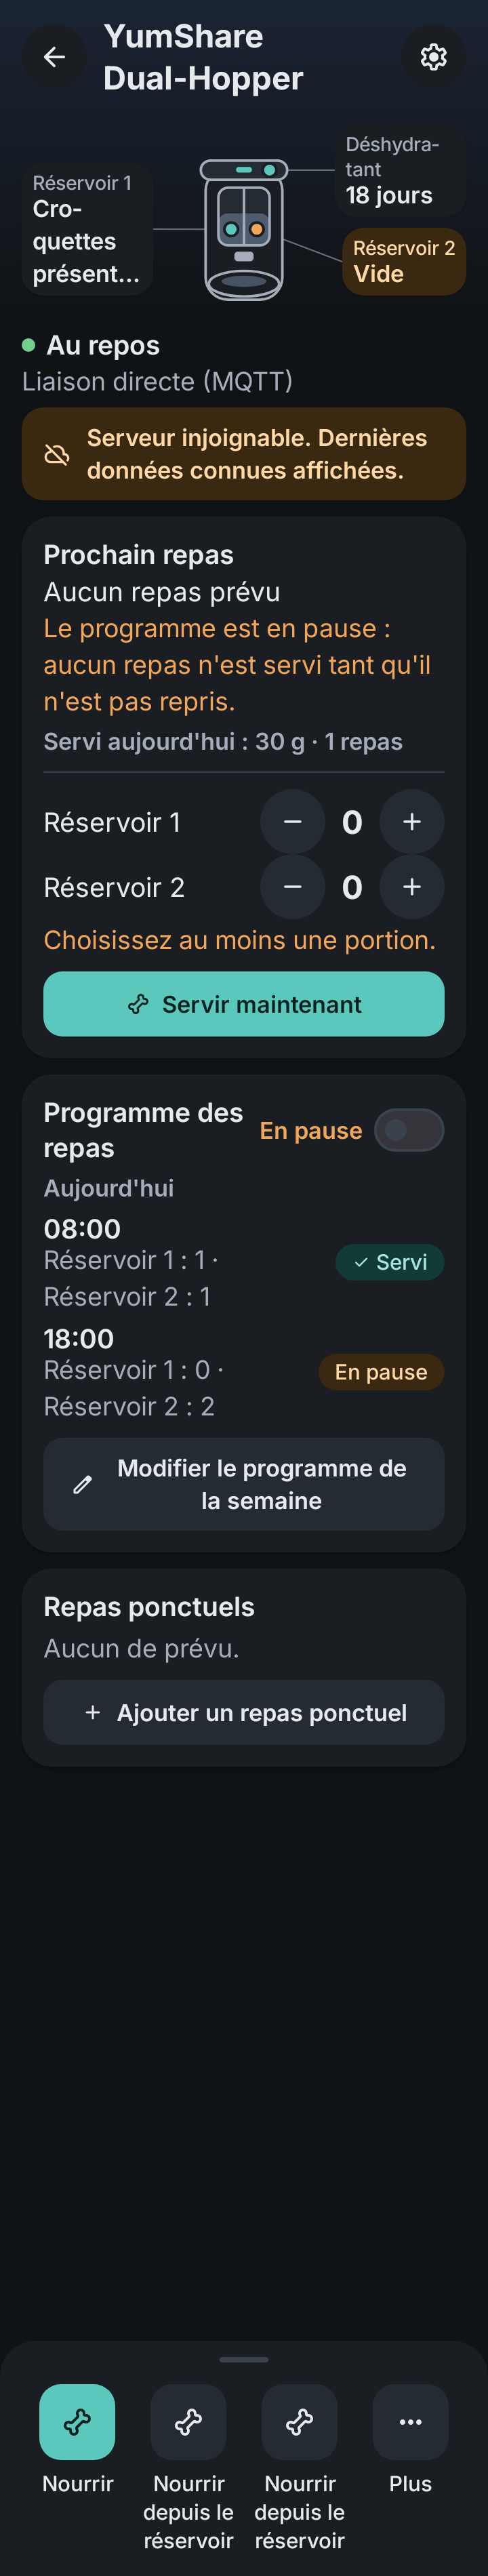 YumShare
Dual-Hopper
Déshydra-
tant
18 jours
Réservoir 1
Cro-
quettes
présent…
Réservoir 2
Vide
Au repos
Liaison directe (MQTT)
Serveur injoignable. Dernières
données connues affichées.
Prochain repas
Aucun repas prévu
Le programme est en pause :
aucun repas n'est servi tant qu'il
n'est pas repris.
Servi aujourd'hui : 30 g · 1 repas
Réservoir 1 − 0 +
Réservoir 2 − 0 +
Choisissez au moins une portion.
Servir maintenant
Programme des
repas
En pause
Aujourd'hui
08:00
Réservoir 1 : 1 ·
Réservoir 2 : 1
Servi
18:00
Réservoir 1 : 0 ·
Réservoir 2 : 2
En pause
Modifier le programme de
la semaine
Repas ponctuels
Aucun de prévu.
Ajouter un repas ponctuel
Nourrir
Nourrir
depuis le
réservoir
Nourrir
depuis le
réservoir
Plus